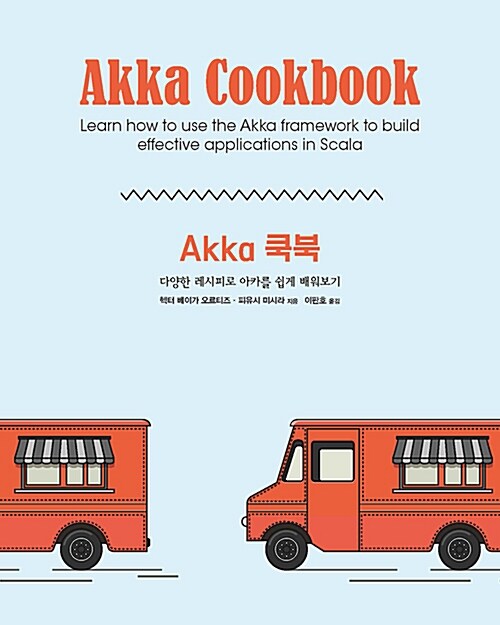 Akka Cookbook
Learn how to use the Akka framework to build
effective applications in Scala
Akka 쿡북
다양한 레시피로 아카를 쉽게 배워보기
헥터 베이가 오르티즈 · 피유시 미시라 지음 이판호 옮김